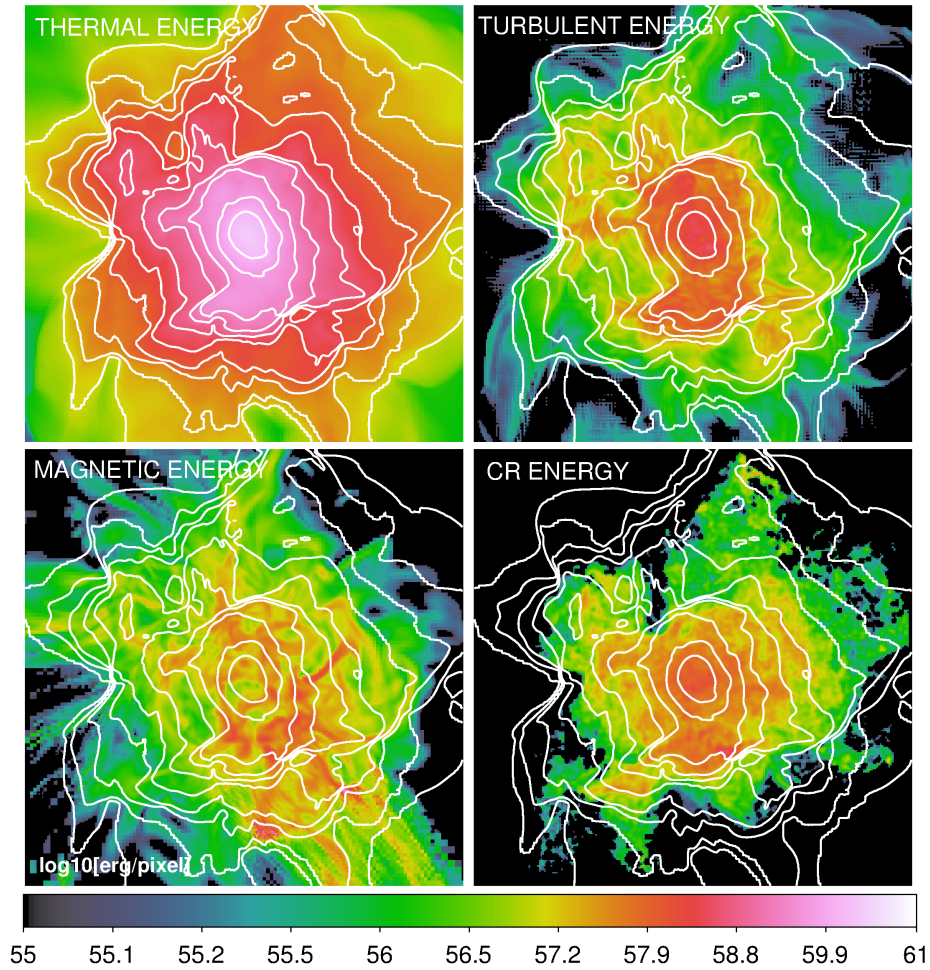 THERMAL ENERGY
TURBULENT ENERGY
MAGNETIC ENERGY
CR ENERGY
log10[erg/pixel]
55 55.1 55.2 55.5 56 56.5 57.2 57.9 58.8 59.9 61